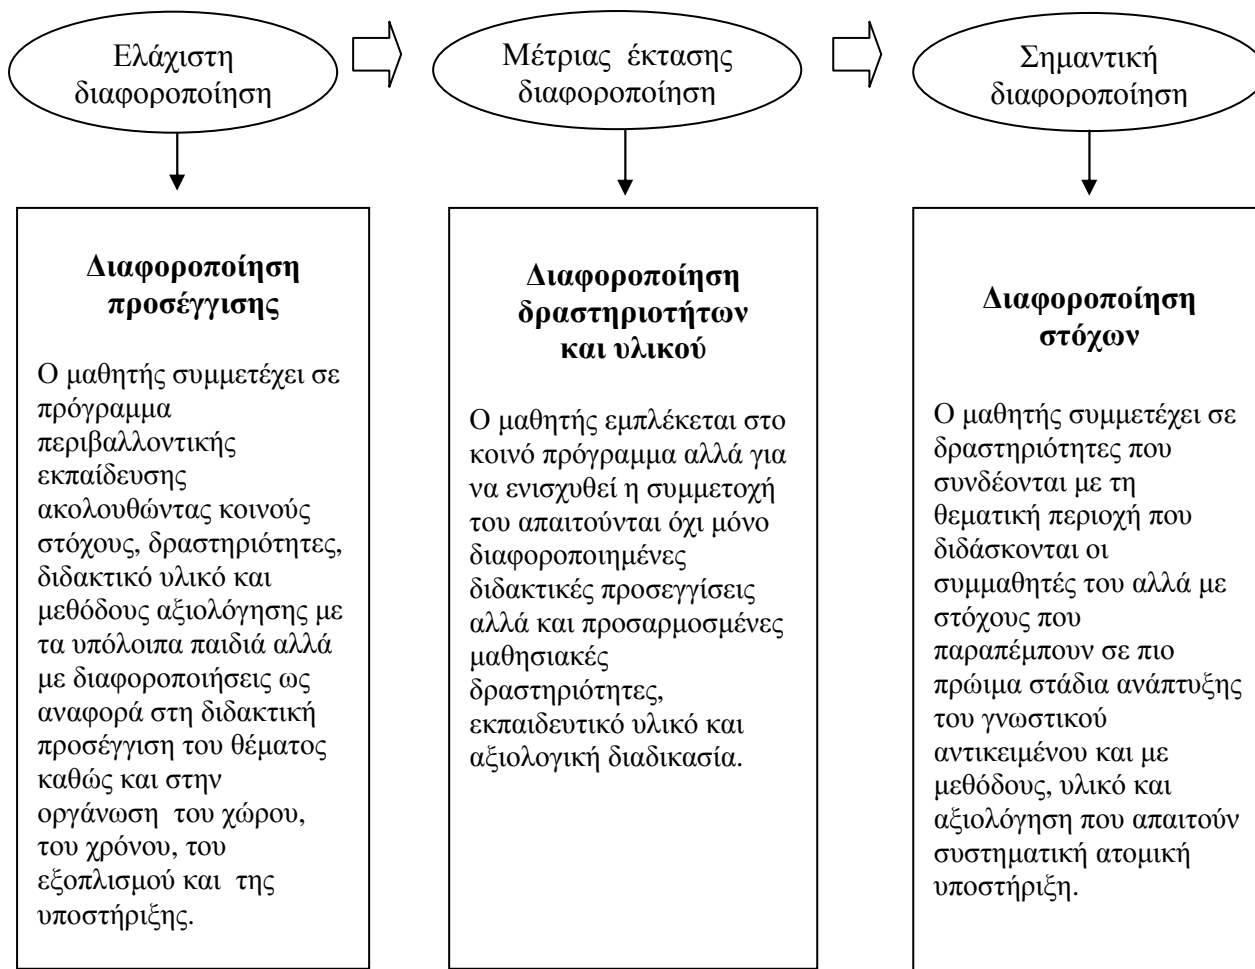 Ελάχιστη
διαφοροποίηση
Μέτριας έκτασης
διαφοροποίηση
Σημαντική
διαφοροποίηση
Διαφοροποίηση
προσέγγισης
Ο μαθητής συμμετέχει σε
πρόγραμμα
περιβαλλοντικής
εκπαίδευσης
ακολουθώντας κοινούς
στόχους, δραστηριότητες,
διδακτικό υλικό και
μεθόδους αξιολόγησης με
τα υπόλοιπα παιδιά αλλά
με διαφοροποιήσεις ως
αναφορά στη διδακτική
προσέγγιση του θέματος
καθώς και στην
οργάνωση του χώρου,
του χρόνου, του
εξοπλισμού και της
υποστήριξης.
Διαφοροποίηση
δραστηριοτήτων
και υλικού
Ο μαθητής εμπλέκεται στο
κοινό πρόγραμμα αλλά για
να ενισχυθεί η συμμετοχή
του απαιτούνται όχι μόνο
διαφοροποιημένες
διδακτικές προσεγγίσεις
αλλά και προσαρμοσμένες
μαθησιακές
δραστηριότητες,
εκπαιδευτικό υλικό και
αξιολογική διαδικασία.
Διαφοροποίηση
στόχων
Ο μαθητής συμμετέχει σε
δραστηριότητες που
συνδέονται με τη
θεματική περιοχή που
διδάσκονται οι
συμμαθητές του αλλά με
στόχους που
παραπέμπουν σε πιο
πρώιμα στάδια ανάπτυξης
του γνωστικού
αντικειμένου και με
μεθόδους, υλικό και
αξιολόγηση που απαιτούν
συστηματική ατομική
υποστήριξη.